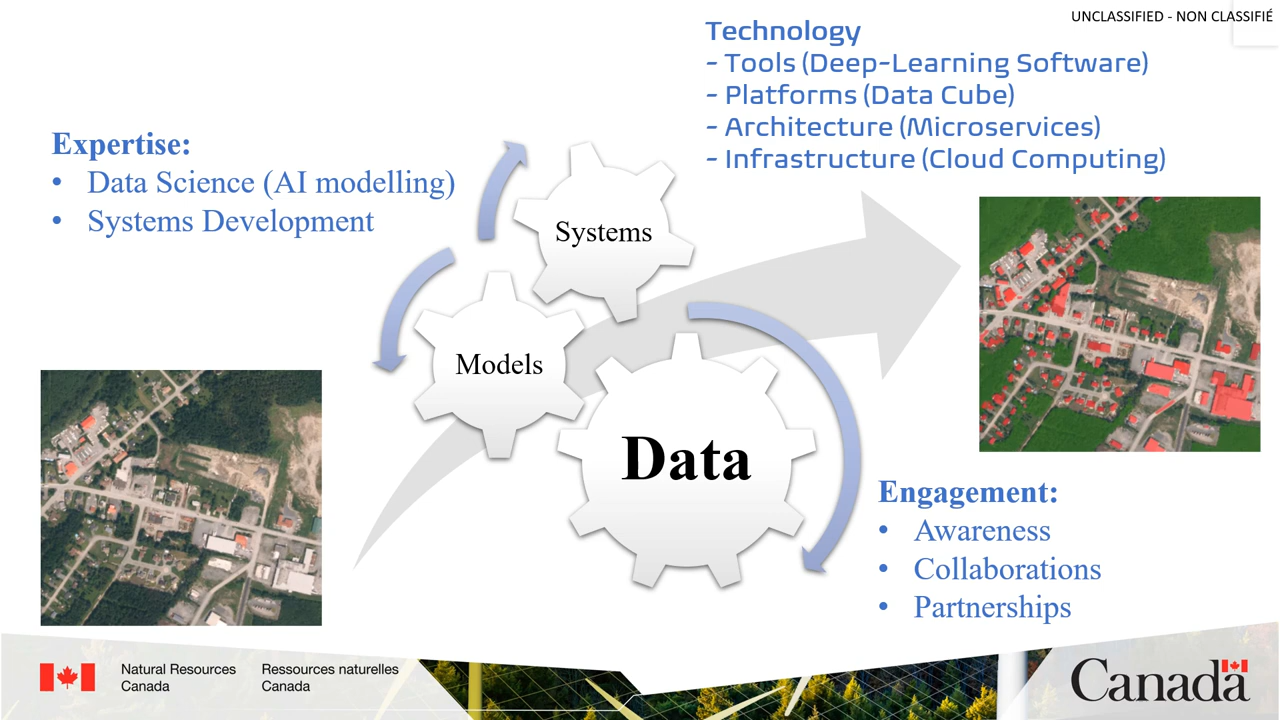 UNCLASSIFIED - NON CLASSIFIÉ
Technology
- Tools (Deep-Learning Software)
- Platforms (Data Cube)
- Architecture (Microservices)
- Infrastructure (Cloud Computing)
Expertise:
• Data Science (AI modelling)
• Systems Development
Systems
Models
Data
Engagement:
• Awareness
• Collaborations
• Partnerships
Natural Resources
Canada
Ressources naturelles
Canada
Canada